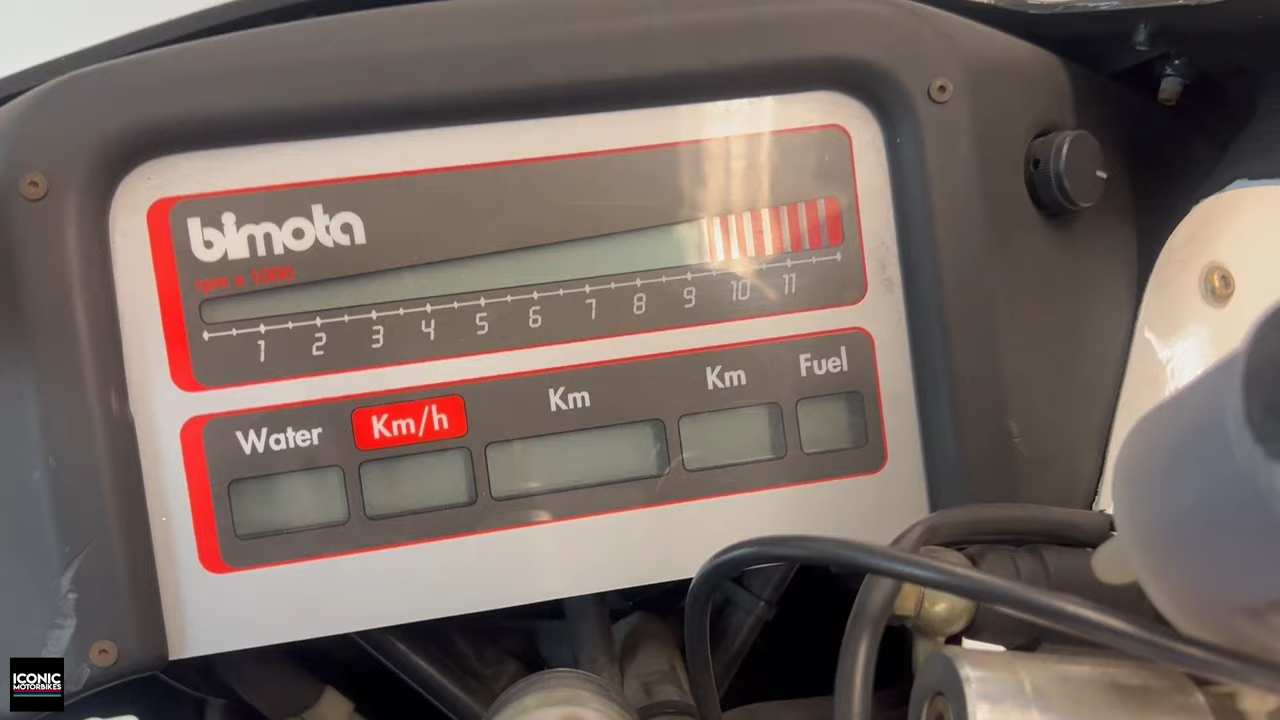 bimota
rpm x 1000
1 2 3 4 5 6 7 8 9 10 11
Water Km/h Km Km Fuel
ICONIC
MOTORBIKES